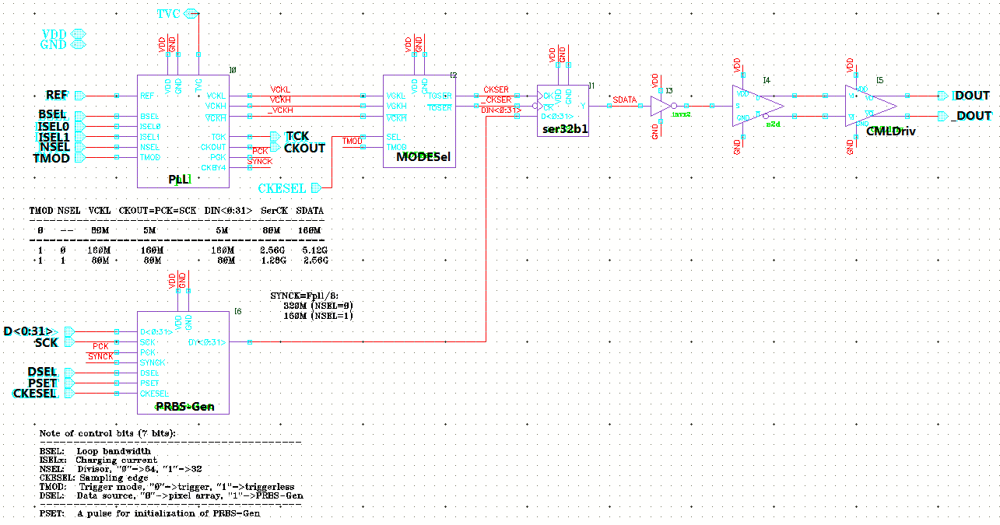 TVC
VDD
GND
VDD GND VDD GND VDD GND VDD VDD VDD
I0 I2 I1 I3 I4 I5
REF REF VCKL VCKL VCKL TOSER CKSER CK DOUT
VCKH VCKH VCKH TOSER _CKSER CK Y SDATA
BSEL BSEL VCKH _VCKH VCKH DIN<0:31> D<0:31> _DOUT
ISEL0 ISEL0 ser32b1 invx2 s2d CMLDriv
ISEL1 ISEL1 TCK TCK SEL
NSEL NSEL CKOUT CKOUT TMOD TMOD GND GND GND
TMOD TMOD PCK PCK MODESel
CKBY4 SYNCK
PLL
CKESEL
TMOD NSEL VCKL CKOUT=PCK=SCK DIN<0:31> SerCK SDATA
0 -- 80M 5M 5M 80M 160M
1 0 160M 160M 160M 2.56G 5.12G
1 1 80M 80M 80M 1.28G 2.56G
VDD GND
SYNCK=Fpll/8:
320M (NSEL=0)
160M (NSEL=1)
I6
VDD GND
D<0:31> D<0:31>
SCK SCK DY<0:31>
PCK PCK
SYNCK SYNCK
DSEL DSEL
PSET PSET
CKESEL CKESEL
PRBS-Gen
Note of control bits (7 bits):
BSEL: Loop bandwidth
ISELx: Charging current
NSEL: Divisor, "0"->64, "1"->32
CKESEL: Sampling edge
TMOD: Trigger mode, "0"->trigger, "1"->triggerless
DSEL: Data source, "0"->pixel array, "1"->PRBS-Gen
PSET: A pulse for initialization of PRBS-Gen